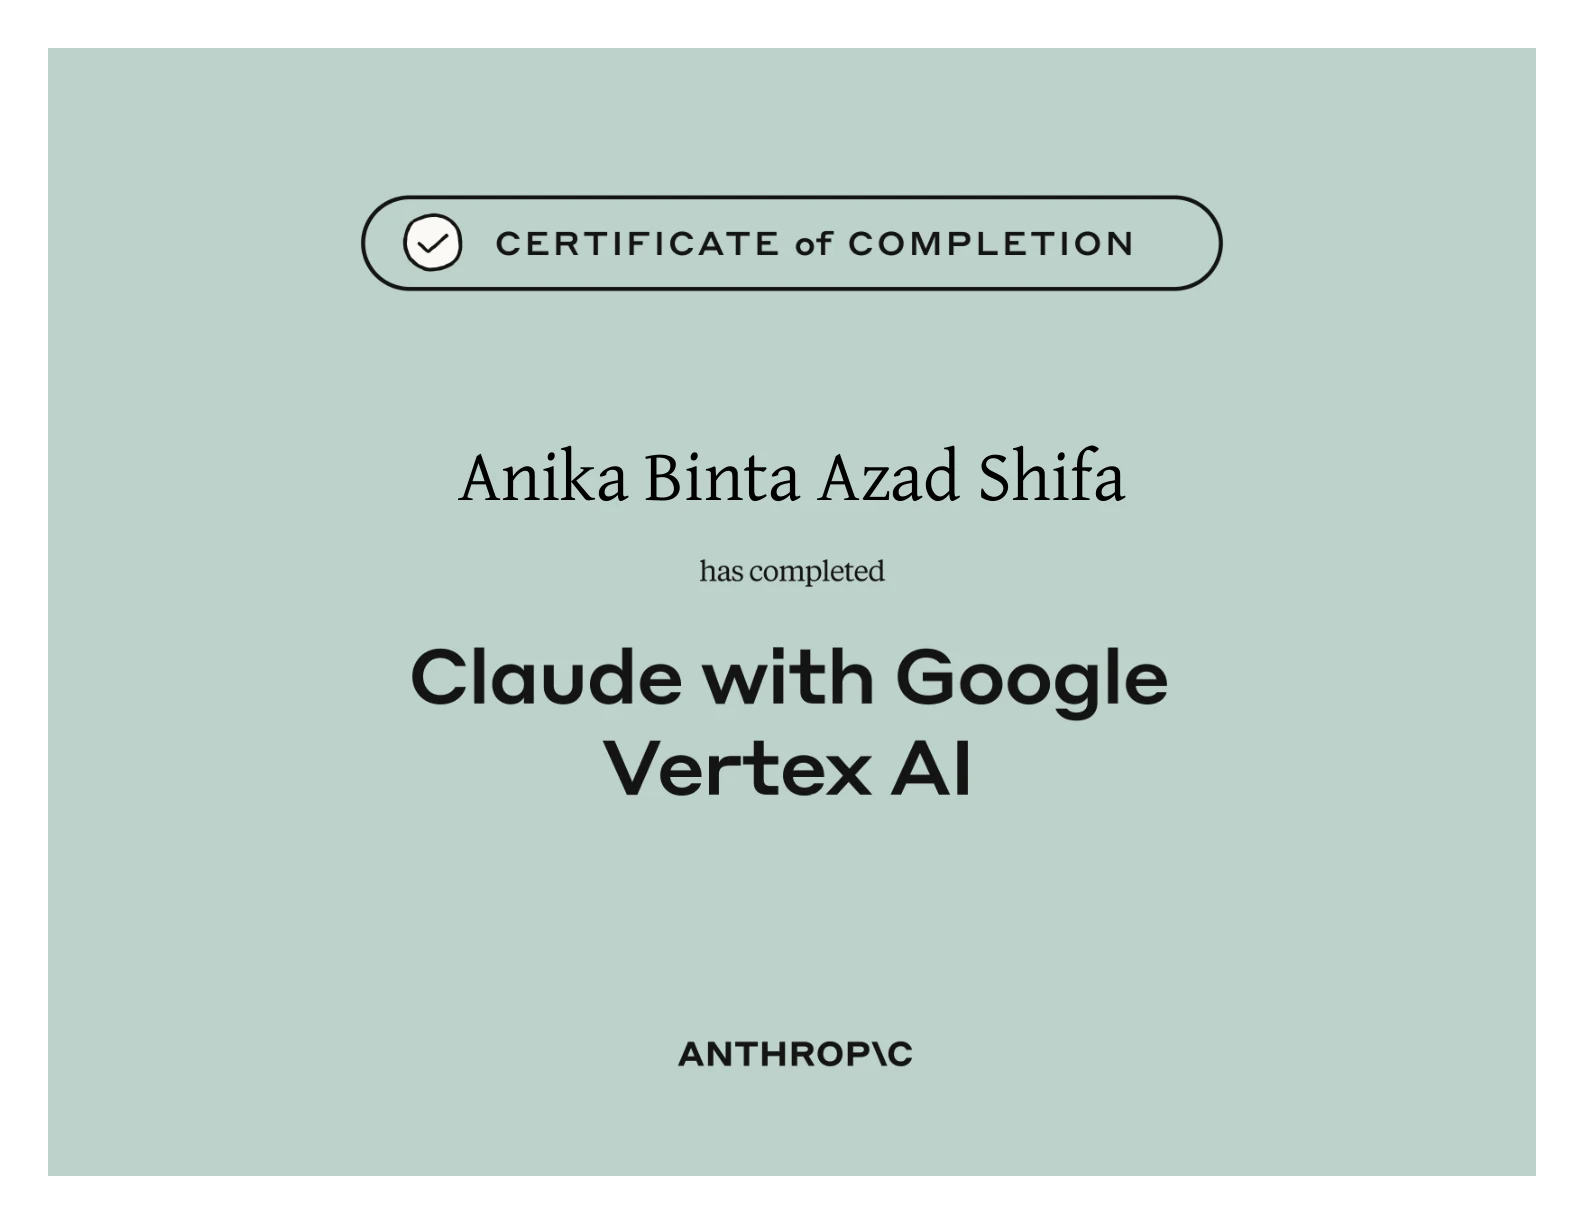 CERTIFICATE of COMPLETION
Anika Binta Azad Shifa
has completed
Claude with Google
Vertex AI
ANTHROP\C